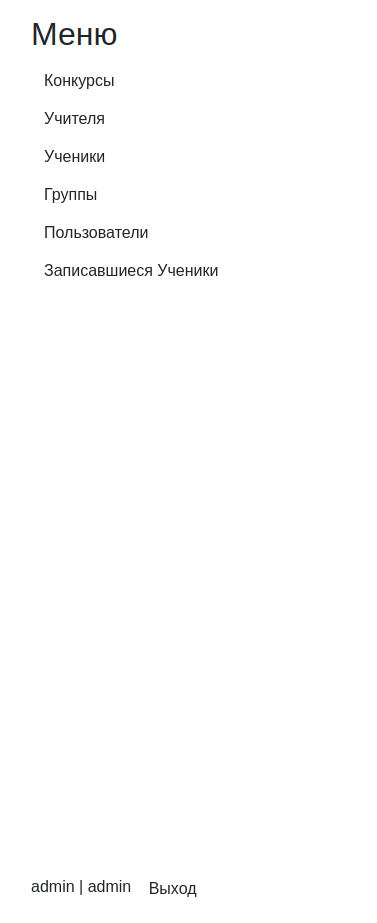 Меню
Конкурсы
Учителя
Ученики
Группы
Пользователи
Записавшиеся Ученики
admin | admin Выход